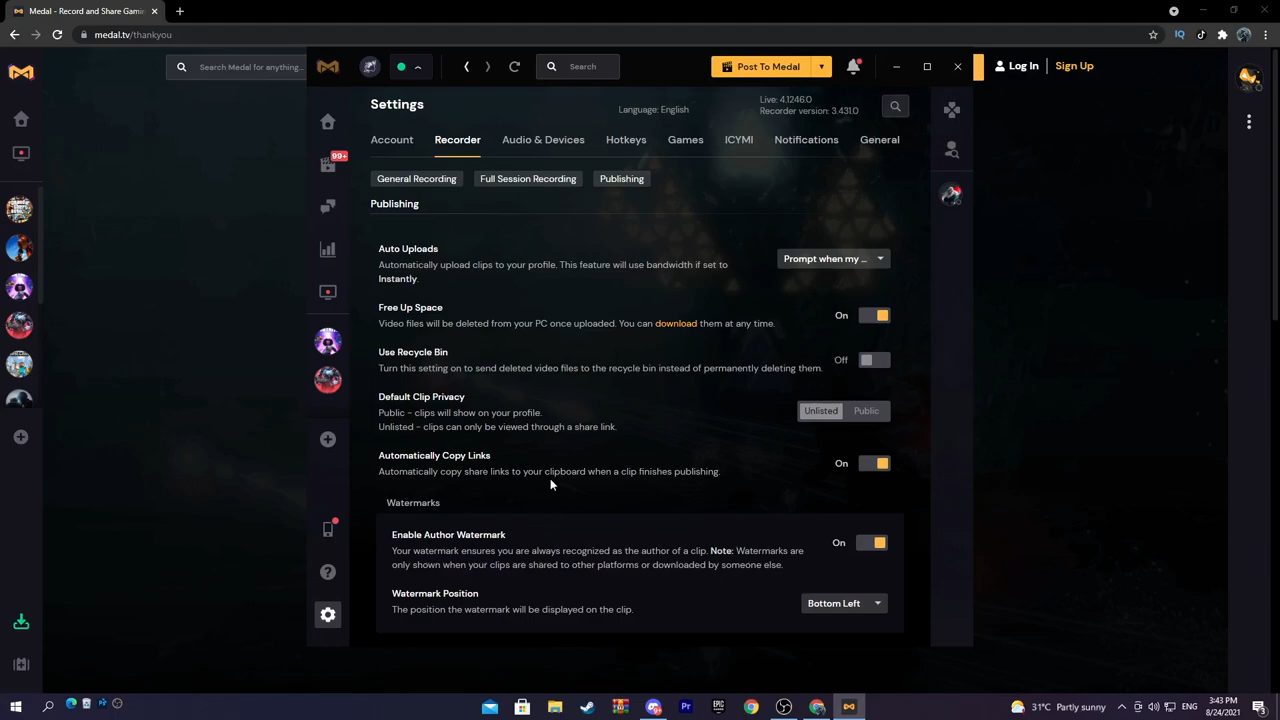 Medal - Record and Share Gamin
medal.tv/thankyou
Search Medal for anything...
Search
Post To Medal
Log In
Sign Up
Settings
Language: English
Live: 4.1246.0
Recorder version: 3.431.0
Account
Recorder
Audio & Devices
Hotkeys
Games
ICYMI
Notifications
General
99+
General Recording
Full Session Recording
Publishing
Publishing
Auto Uploads
Automatically upload clips to your profile. This feature will use bandwidth if set to
Instantly.
Prompt when my ...
Free Up Space
Video files will be deleted from your PC once uploaded. You can download them at any time.
On
Use Recycle Bin
Turn this setting on to send deleted video files to the recycle bin instead of permanently deleting them.
Off
Default Clip Privacy
Public - clips will show on your profile.
Unlisted - clips can only be viewed through a share link.
Unlisted
Public
Automatically Copy Links
Automatically copy share links to your clipboard when a clip finishes publishing.
On
Watermarks
Enable Author Watermark
Your watermark ensures you are always recognized as the author of a clip. Note: Watermarks are
only shown when your clips are shared to other platforms or downloaded by someone else.
On
Watermark Position
The position the watermark will be displayed on the clip.
Bottom Left
31°C Partly sunny
ENG
3:43 PM
8/24/2021